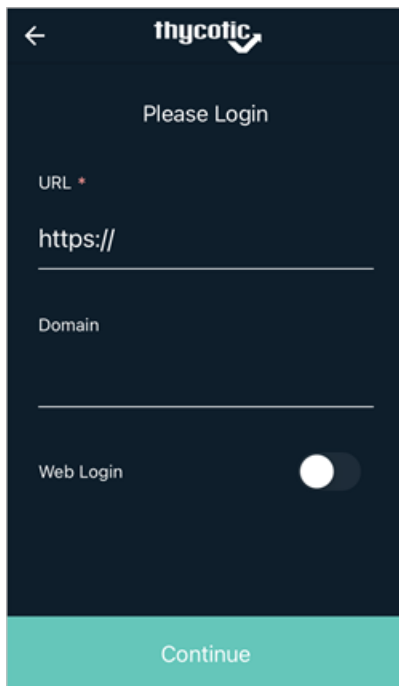 thycotic
Please Login
URL *
https://
Domain
Web Login
Continue